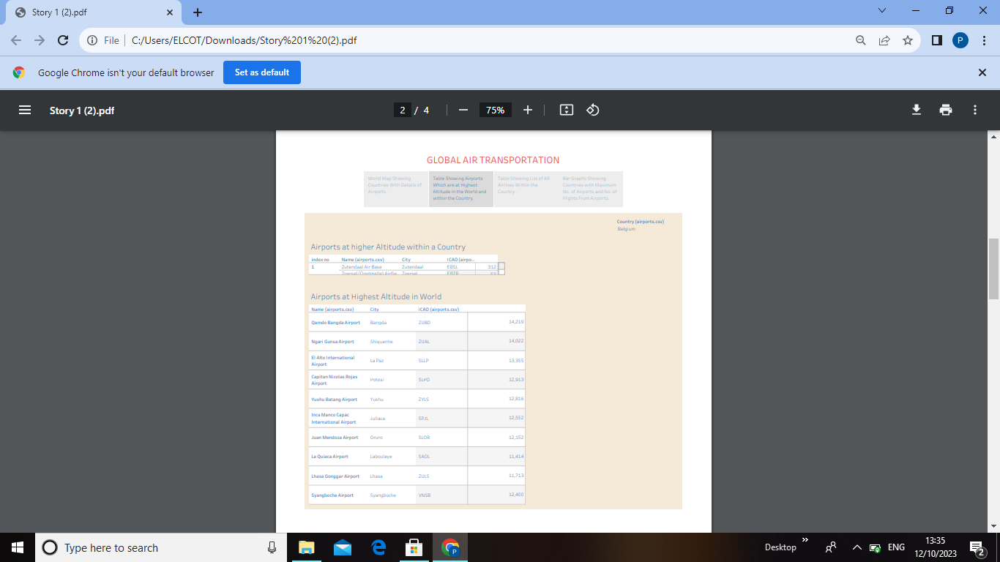 Story 1 (2).pdf
File
C:/Users/ELCOT/Downloads/Story%201%20(2).pdf
P
Google Chrome isn't your default browser
Set as default
Story 1 (2).pdf
2 / 4
75%
GLOBAL AIR TRANSPORTATION
World Map Showing
Countries With Details of
Airports.
Table Showing Airports
Which are at Highest
Altitude in the World and
within the Country.
Table Showing List of All
Airlines Within the
Country.
Bar Graphs Showing
Countries with Maximum
No. of Airports and No. of
Flights From Airports.
Country (airports.csv)
Belgium
Airports at higher Altitude within a Country
index no Name (airports.csv) City ICAO (airpo..
1 Zutendaal Air Base Zutendaal EBSL 312
Zoersel (Oostmalle) Airfie.. Zoersel EBZR
Airports at Highest Altitude in World
Name (airports.csv) City ICAO (airports.csv)
Qamdo Bangda Airport Bangda ZUBD 14,219
Ngari Gunsa Airport Shiquanhe ZUAL 14,022
El Alto International
Airport
La Paz SLLP 13,355
Capitan Nicolas Rojas
Airport
Potosi SLPO 12,913
Yushu Batang Airport Yushu ZYLS 12,816
Inca Manco Capac
International Airport
Juliaca SPJL 12,552
Juan Mendoza Airport Oruro SLOR 12,152
La Quiaca Airport Laboulaye SAOL 11,414
Lhasa Gonggar Airport Lhasa ZULS 11,713
Syangboche Airport Syangboche VNSB 12,400
Type here to search
P
Desktop
ENG
13:35
12/10/2023
2